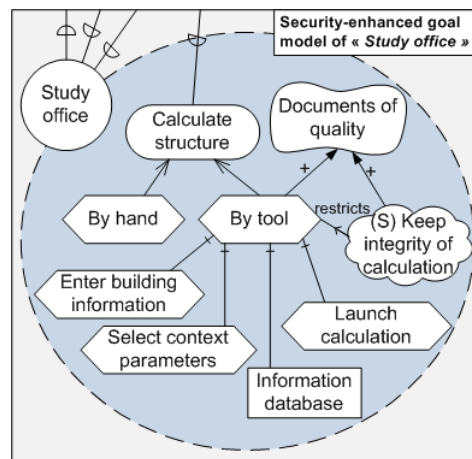 Security-enhanced goal
model of « Study office »
Study
office
Calculate
structure
Documents of
quality
+
+
By hand
By tool
restricts
(S) Keep
integrity of
calculation
Enter building
information
Select context
parameters
Launch
calculation
Information
database